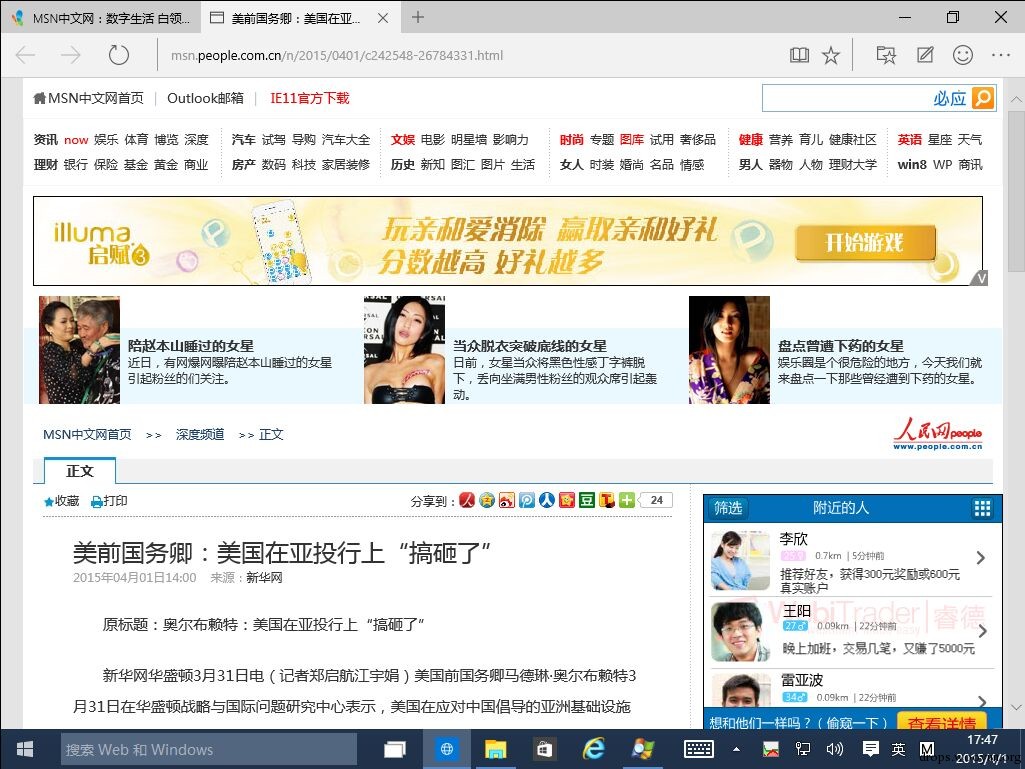 MSN中文网：数字生活 白领...
美前国务卿：美国在亚...
msn.people.com.cn/n/2015/0401/c242548-26784331.html
MSN中文网首页 | Outlook邮箱 | IE11官方下载
必应
资讯 now 娱乐 体育 博览 深度
理财 银行 保险 基金 黄金 商业
汽车 试驾 导购 汽车大全
房产 数码 科技 家居装修
文娱 电影 明星墙 影响力
历史 新知 图汇 图片 生活
时尚 专题 图库 试用 奢侈品
女人 时装 婚尚 名品 情感
健康 营养 育儿 健康社区
男人 器物 人物 理财大学
英语 星座 天气
win8 WP 商讯
illuma
启赋3
玩亲和爱消除 赢取亲和好礼
分数越高 好礼越多
开始游戏
V
陪赵本山睡过的女星
近日，有网爆网曝陪赵本山睡过的女星
引起粉丝的们关注。
当众脱衣突破底线的女星
日前，女星当众将黑色性感丁字裤脱
下，丢向坐满男性粉丝的观众席引起轰
动。
盘点曾遭下药的女星
娱乐圈是个很危险的地方，今天我们就
来盘点一下那些曾经遭到下药的女星。
MSN中文网首页 >> 深度频道 >> 正文
人民网 people
www.people.com.cn
正文
收藏 打印
分享到： 24
美前国务卿：美国在亚投行上“搞砸了”
2015年04月01日14:00 来源：新华网
原标题：奥尔布赖特：美国在亚投行上“搞砸了”
新华网华盛顿3月31日电（记者郑启航江宇娟）美国前国务卿马德琳·奥尔布赖特3
月31日在华盛顿战略与国际问题研究中心表示，美国在应对中国倡导的亚洲基础设施
筛选 附近的人
李欣
0.7km | 5分钟前
推荐好友，获得300元奖励或600元
真实账户
王阳
27♂ 0.09km | 22分钟前
晚上加班，交易几笔，又赚了5000元
WebiTrader | 睿德
雷亚波
34♂ 0.09km | 22分钟前
想和他们一样吗？（偷窥一下） 查看详情
搜索 Web 和 Windows
英 M
17:47
2015/4/1